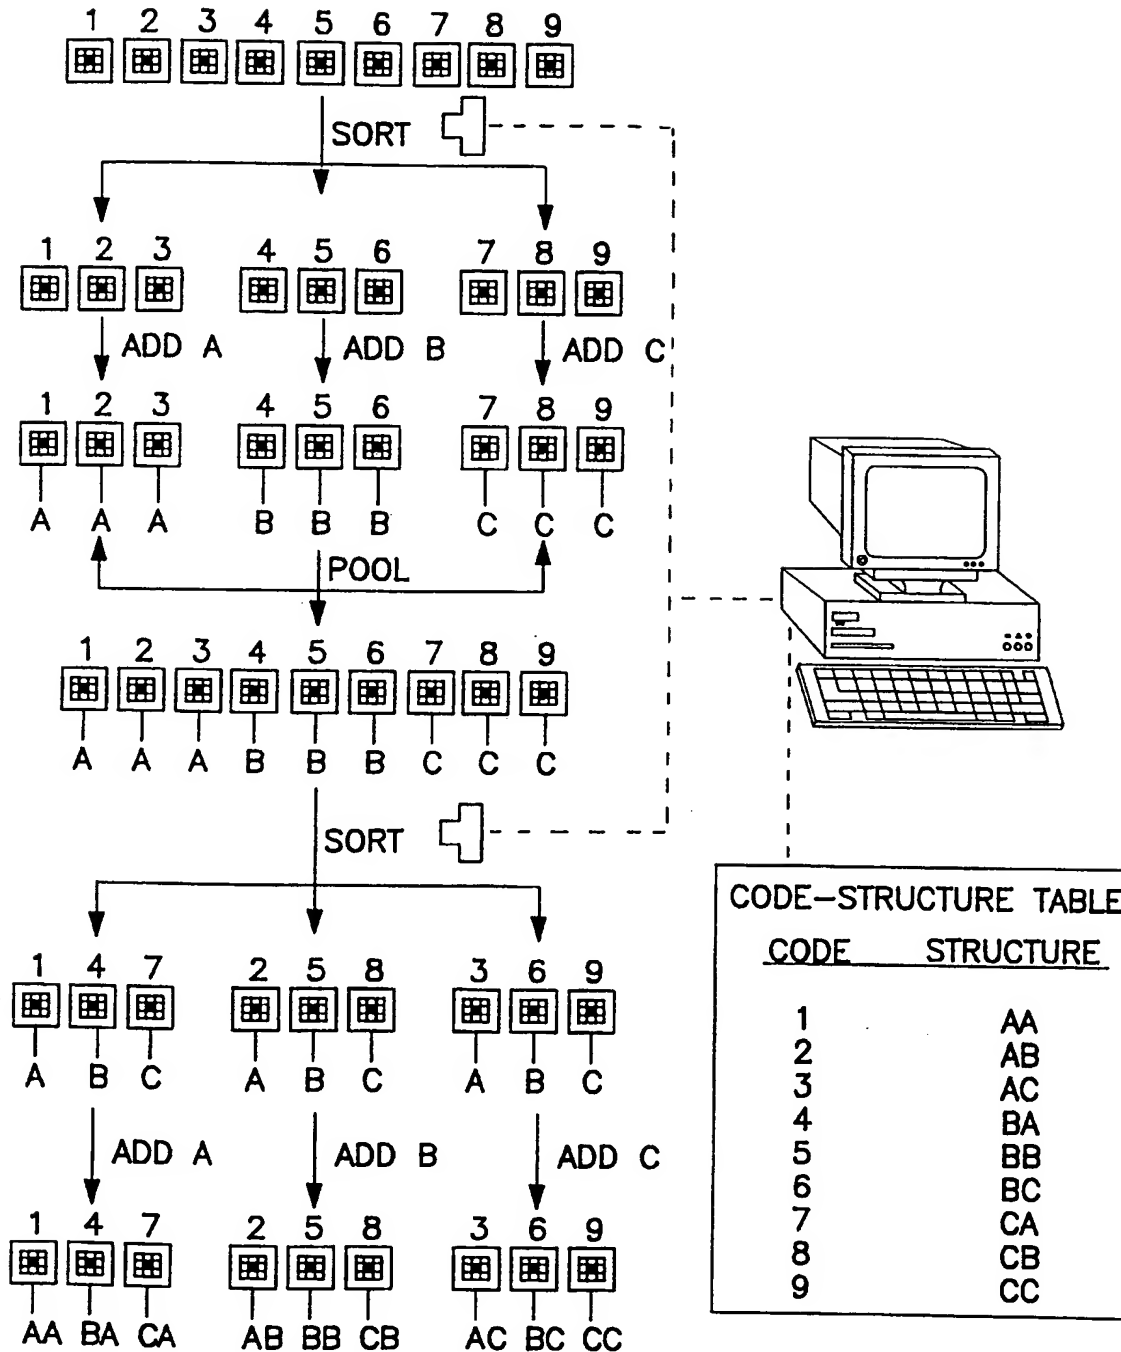 1 2 3 4 5 6 7 8 9
SORT
1 2 3 4 5 6 7 8 9
ADD A ADD B ADD C
1 2 3 4 5 6 7 8 9
A A A B B B C C C
POOL
1 2 3 4 5 6 7 8 9
A A A B B B C C C
SORT
1 4 7 2 5 8 3 6 9
A B C A B C A B C
ADD A ADD B ADD C
1 4 7 2 5 8 3 6 9
AA BA CA AB BB CB AC BC CC
CODE-STRUCTURE TABLE
CODE STRUCTURE
1 AA
2 AB
3 AC
4 BA
5 BB
6 BC
7 CA
8 CB
9 CC